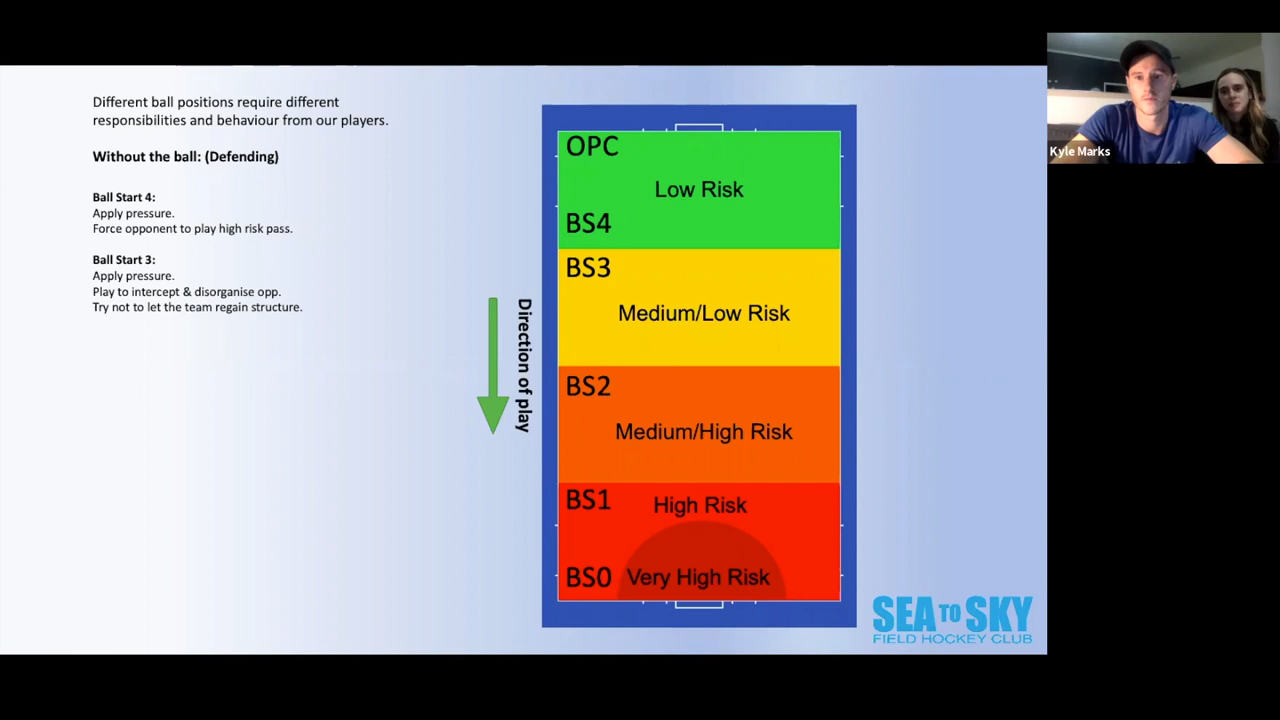 Different ball positions require different
responsibilities and behaviour from our players.
Without the ball: (Defending)
Ball Start 4:
Apply pressure.
Force opponent to play high risk pass.
Ball Start 3:
Apply pressure.
Play to intercept & disorganise opp.
Try not to let the team regain structure.
Direction of play
OPC
Low Risk
BS4
BS3
Medium/Low Risk
BS2
Medium/High Risk
BS1 High Risk
BS0 Very High Risk
SEA TO SKY
FIELD HOCKEY CLUB
Kyle Marks